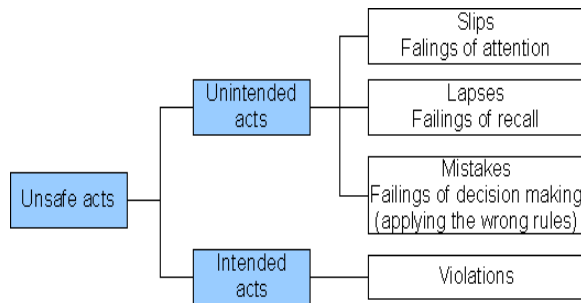 Slips
Falings of attention
Unintended
acts
Lapses
Failings of recall
Mistakes
Failings of decision making
(applying the wrong rules)
Unsafe acts
Intended
acts
Violations